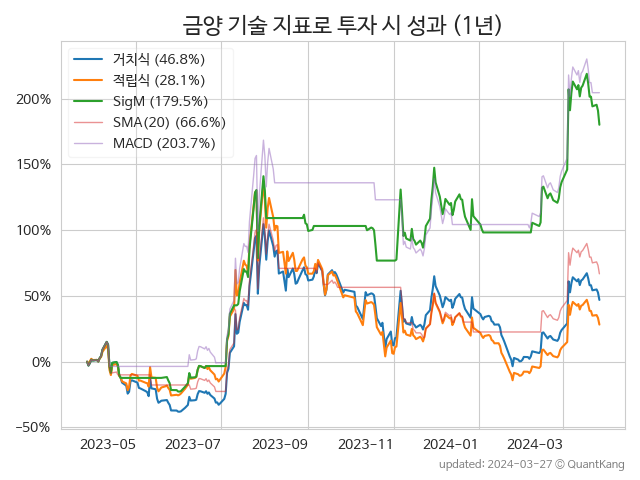 금양 기술 지표로 투자 시 성과 (1년)
거치식 (46.8%)
적립식 (28.1%)
SigM (179.5%)
SMA(20) (66.6%)
MACD (203.7%)
200%
150%
100%
50%
0%
−50%
2023-05
2023-07
2023-09
2023-11
2024-01
2024-03
updated: 2024-03-27 © QuantKang